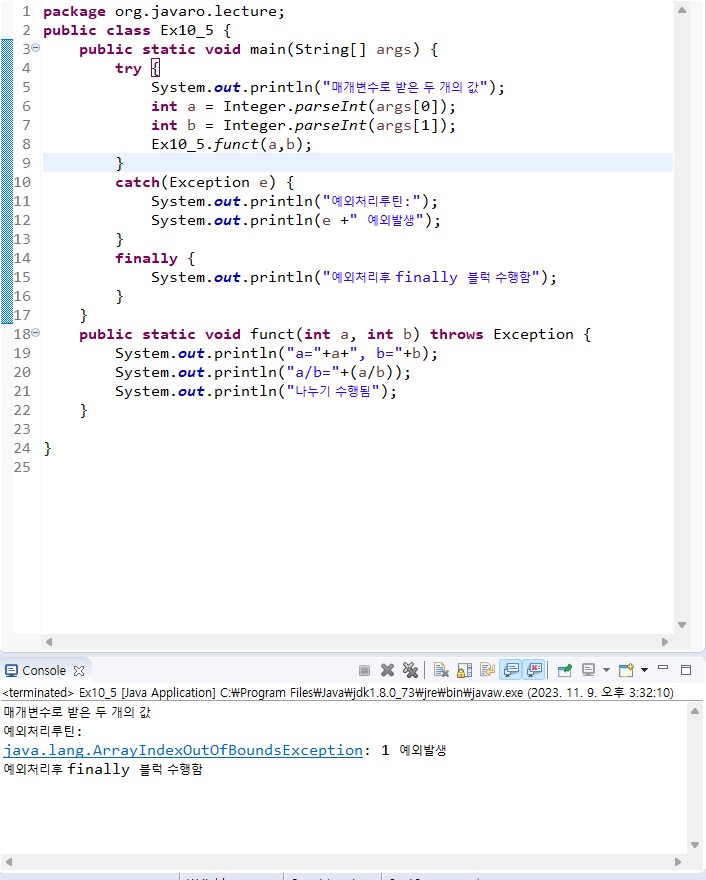 1 package org.javaro.lecture;
2 public class Ex10_5 {
3 public static void main(String[] args) {
4 try {
5 System.out.println("매개변수로 받은 두 개의 값");
6 int a = Integer.parseInt(args[0]);
7 int b = Integer.parseInt(args[1]);
8 Ex10_5.funct(a,b);
9 }
10 catch(Exception e) {
11 System.out.println("예외처리루틴:");
12 System.out.println(e +" 예외발생");
13 }
14 finally {
15 System.out.println("예외처리후 finally 블럭 수행함");
16 }
17 }
18 public static void funct(int a, int b) throws Exception {
19 System.out.println("a="+a+", b="+b);
20 System.out.println("a/b="+(a/b));
21 System.out.println("나누기 수행됨");
22 }
23
24 }
25
Console
<terminated> Ex10_5 [Java Application] C:₩Program Files₩Java₩jdk1.8.0_73₩jre₩bin₩javaw.exe (2023. 11. 9. 오후 3:32:10)
매개변수로 받은 두 개의 값
예외처리루틴:
java.lang.ArrayIndexOutOfBoundsException: 1 예외발생
예외처리후 finally 블럭 수행함